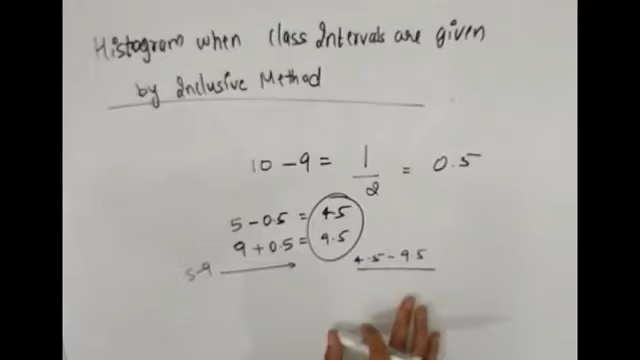 Histogram when class Intervals are given
by Inclusive Method
10 - 9 = 1/2 = 0.5
5 - 0.5 = 4.5
9 + 0.5 = 9.5
5-9 → 4.5 - 9.5